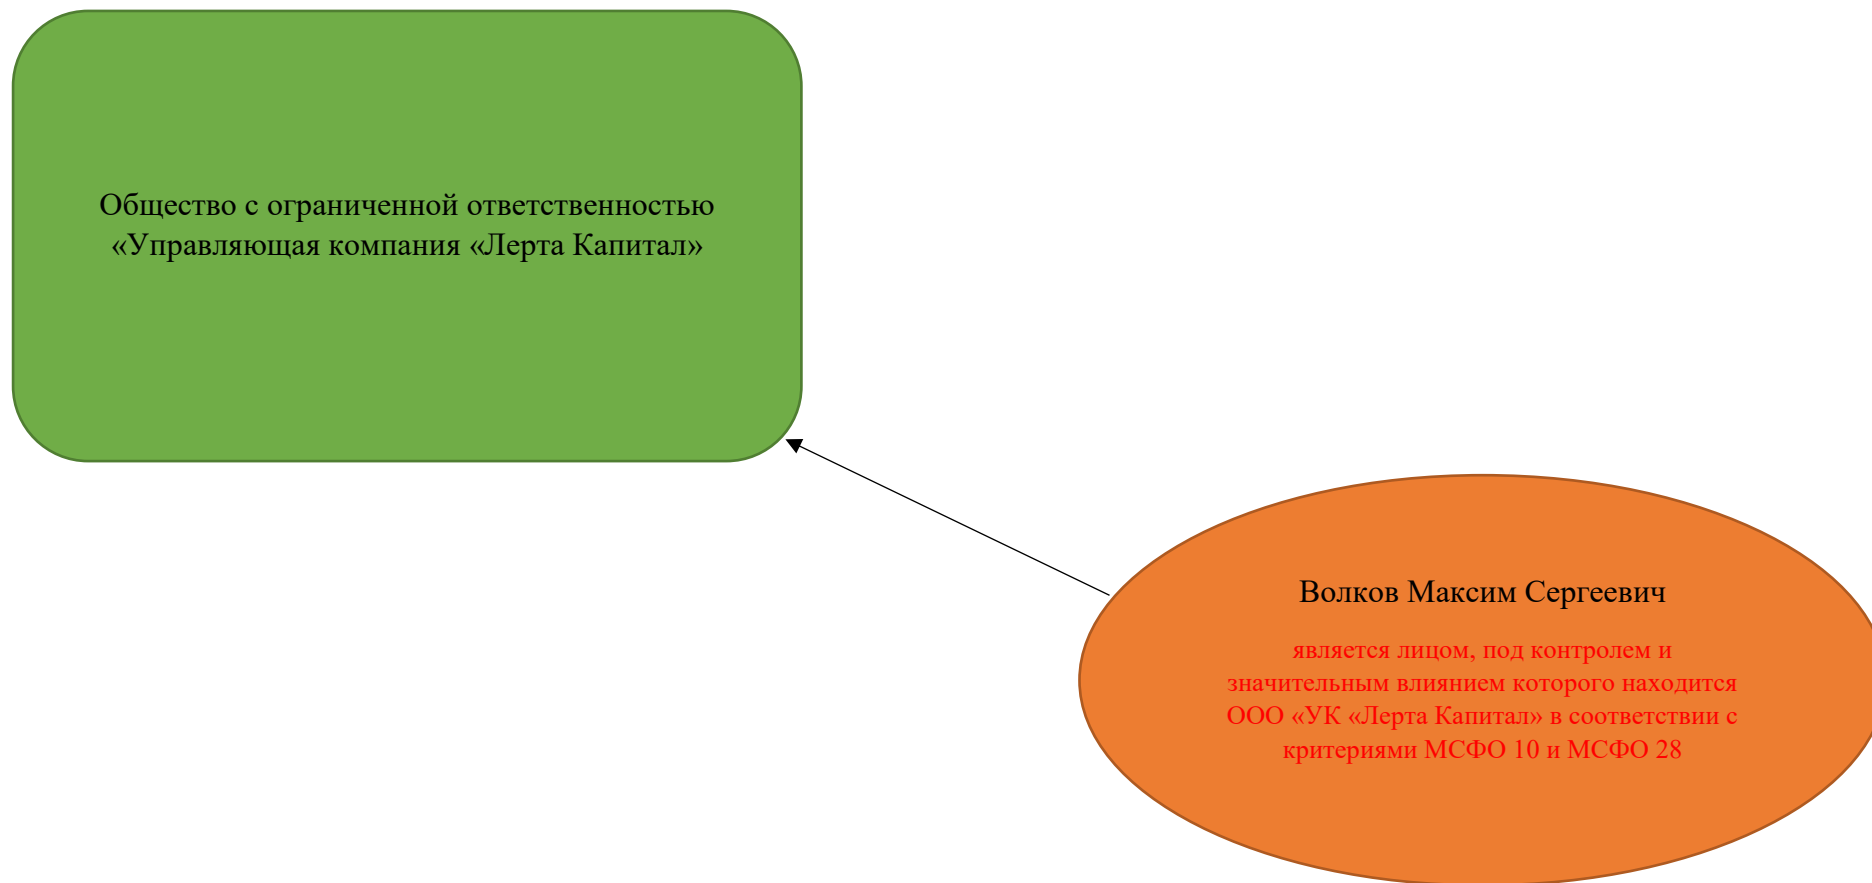 Общество с ограниченной ответственностью
«Управляющая компания «Лерта Капитал»
Волков Максим Сергеевич
является лицом, под контролем и
значительным влиянием которого находится
ООО «УК «Лерта Капитал» в соответствии с
критериями МСФО 10 и МСФО 28